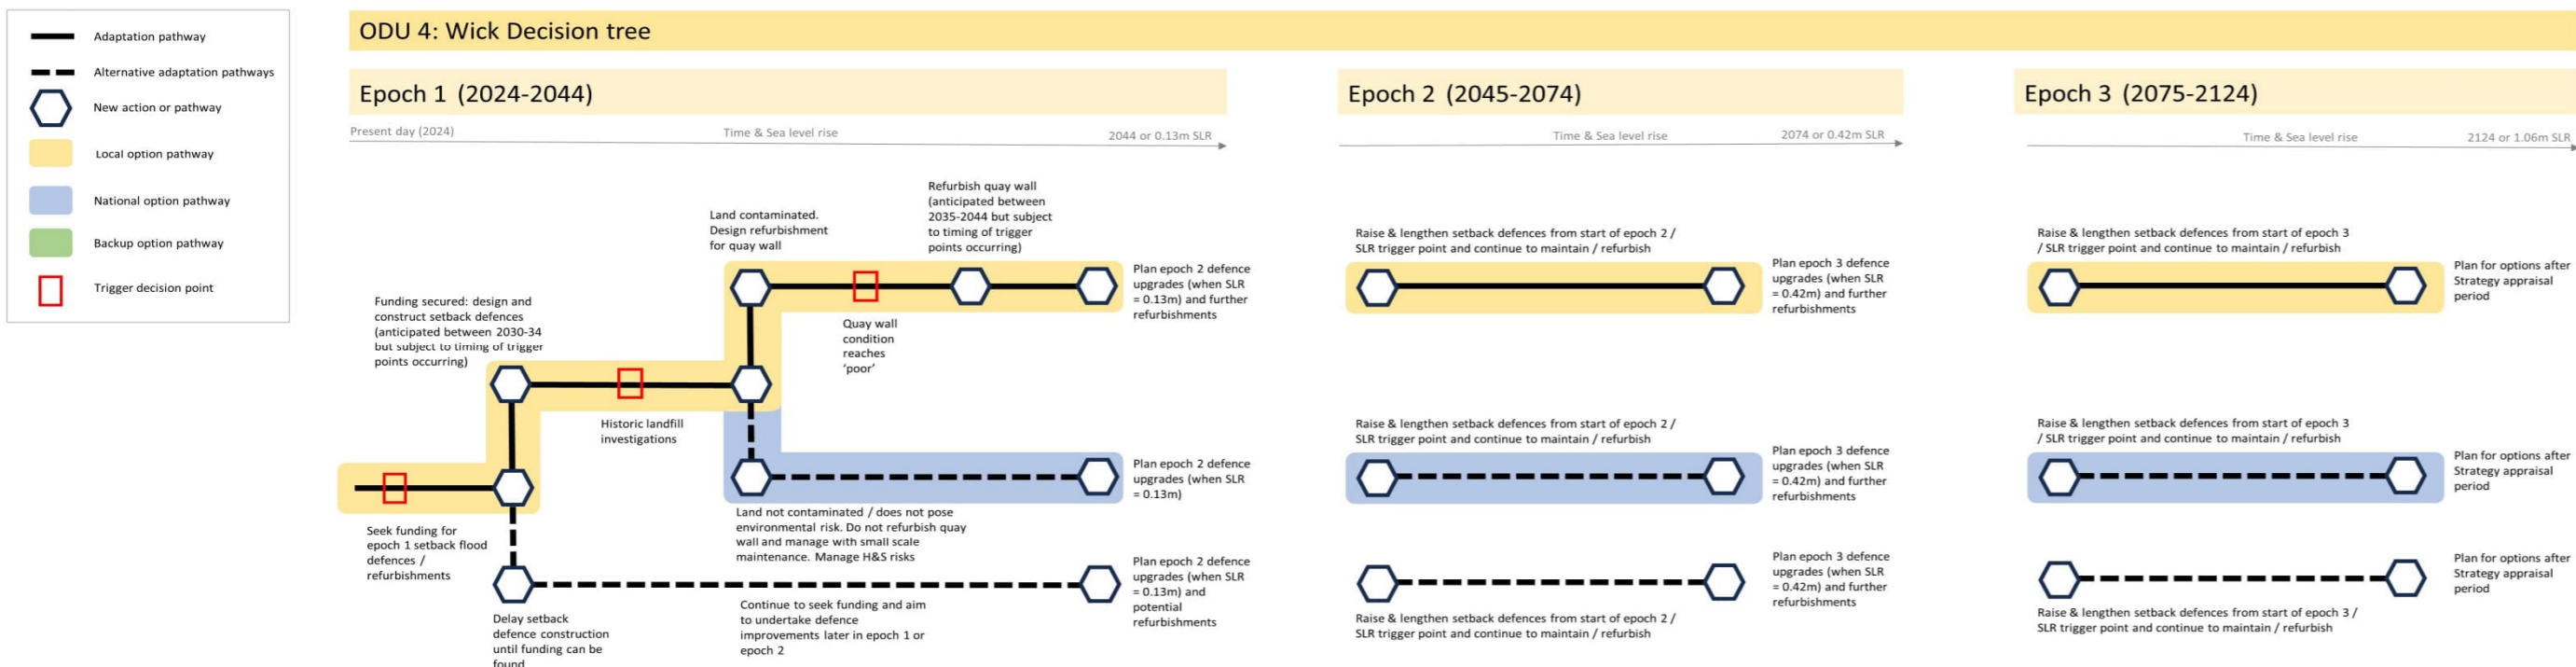 Adaptation pathway
Alternative adaptation pathways
New action or pathway
Local option pathway
National option pathway
Backup option pathway
Trigger decision point
ODU 4: Wick Decision tree
Epoch 1 (2024-2044)
Present day (2024)
Time & Sea level rise
2044 or 0.13m SLR
Funding secured: design and
construct setback defences
(anticipated between 2030-34
but subject to timing of trigger
points occurring)
Land contaminated.
Design refurbishment
for quay wall
Refurbish quay wall
(anticipated between
2035-2044 but subject
to timing of trigger
points occurring)
Plan epoch 2 defence
upgrades (when SLR
= 0.13m) and further
refurbishments
Quay wall
condition
reaches
‘poor’
Historic landfill
investigations
Seek funding for
epoch 1 setback flood
defences /
refurbishments
Plan epoch 2 defence
upgrades (when SLR
= 0.13m)
Land not contaminated / does not pose
environmental risk. Do not refurbish quay
wall and manage with small scale
maintenance. Manage H&S risks
Delay setback
defence construction
until funding can be
found
Continue to seek funding and aim
to undertake defence
improvements later in epoch 1 or
epoch 2
Plan epoch 2 defence
upgrades (when SLR
= 0.13m) and
potential
refurbishments
Epoch 2 (2045-2074)
Time & Sea level rise
2074 or 0.42m SLR
Raise & lengthen setback defences from start of epoch 2 /
SLR trigger point and continue to maintain / refurbish
Plan epoch 3 defence
upgrades (when SLR
= 0.42m) and further
refurbishments
Raise & lengthen setback defences from start of epoch 2 /
SLR trigger point and continue to maintain / refurbish
Plan epoch 3 defence
upgrades (when SLR
= 0.42m) and further
refurbishments
Plan epoch 3 defence
upgrades (when SLR
= 0.42m) and further
refurbishments
Raise & lengthen setback defences from start of epoch 2 /
SLR trigger point and continue to maintain / refurbish
Epoch 3 (2075-2124)
Time & Sea level rise
2124 or 1.06m SLR
Raise & lengthen setback defences from start of epoch 3
/ SLR trigger point and continue to maintain / refurbish
Plan for options after
Strategy appraisal
period
Raise & lengthen setback defences from start of epoch 3
/ SLR trigger point and continue to maintain / refurbish
Plan for options after
Strategy appraisal
period
Plan for options after
Strategy appraisal
period
Raise & lengthen setback defences from start of epoch 3 /
SLR trigger point and continue to maintain / refurbish